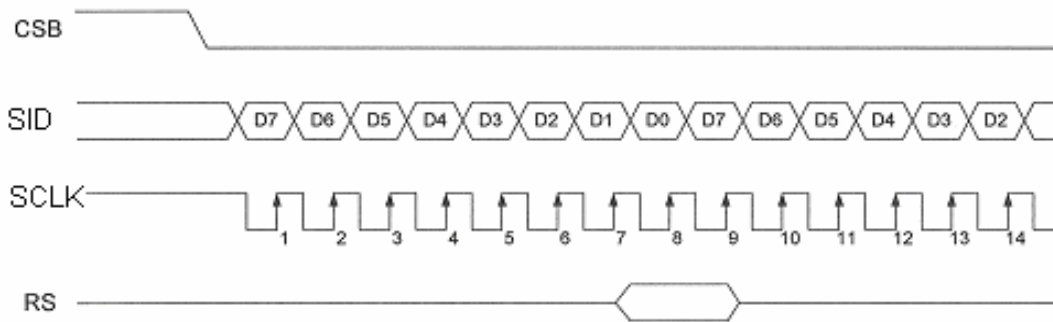 CSB
SID D7 D6 D5 D4 D3 D2 D1 D0 D7 D6 D5 D4 D3 D2
SCLK
1 2 3 4 5 6 7 8 9 10 11 12 13 14
RS